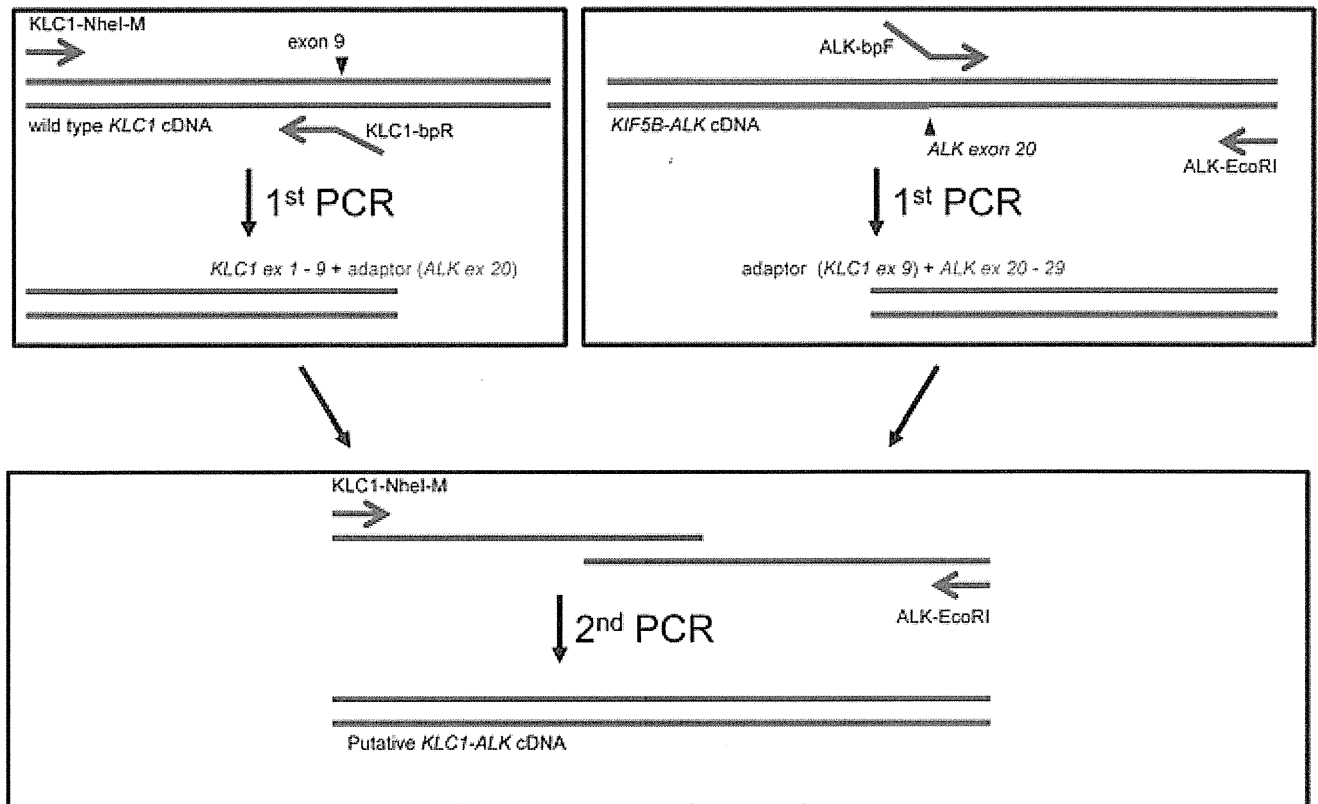 KLC1-NheI-M
exon 9
wild type KLC1 cDNA
KLC1-bpR
1st PCR
KLC1 ex 1 - 9 + adaptor (ALK ex 20)
ALK-bpF
KIF5B-ALK cDNA
ALK exon 20
ALK-EcoRI
1st PCR
adaptor (KLC1 ex 9) + ALK ex 20 - 29
KLC1-NheI-M
ALK-EcoRI
2nd PCR
Putative KLC1-ALK cDNA